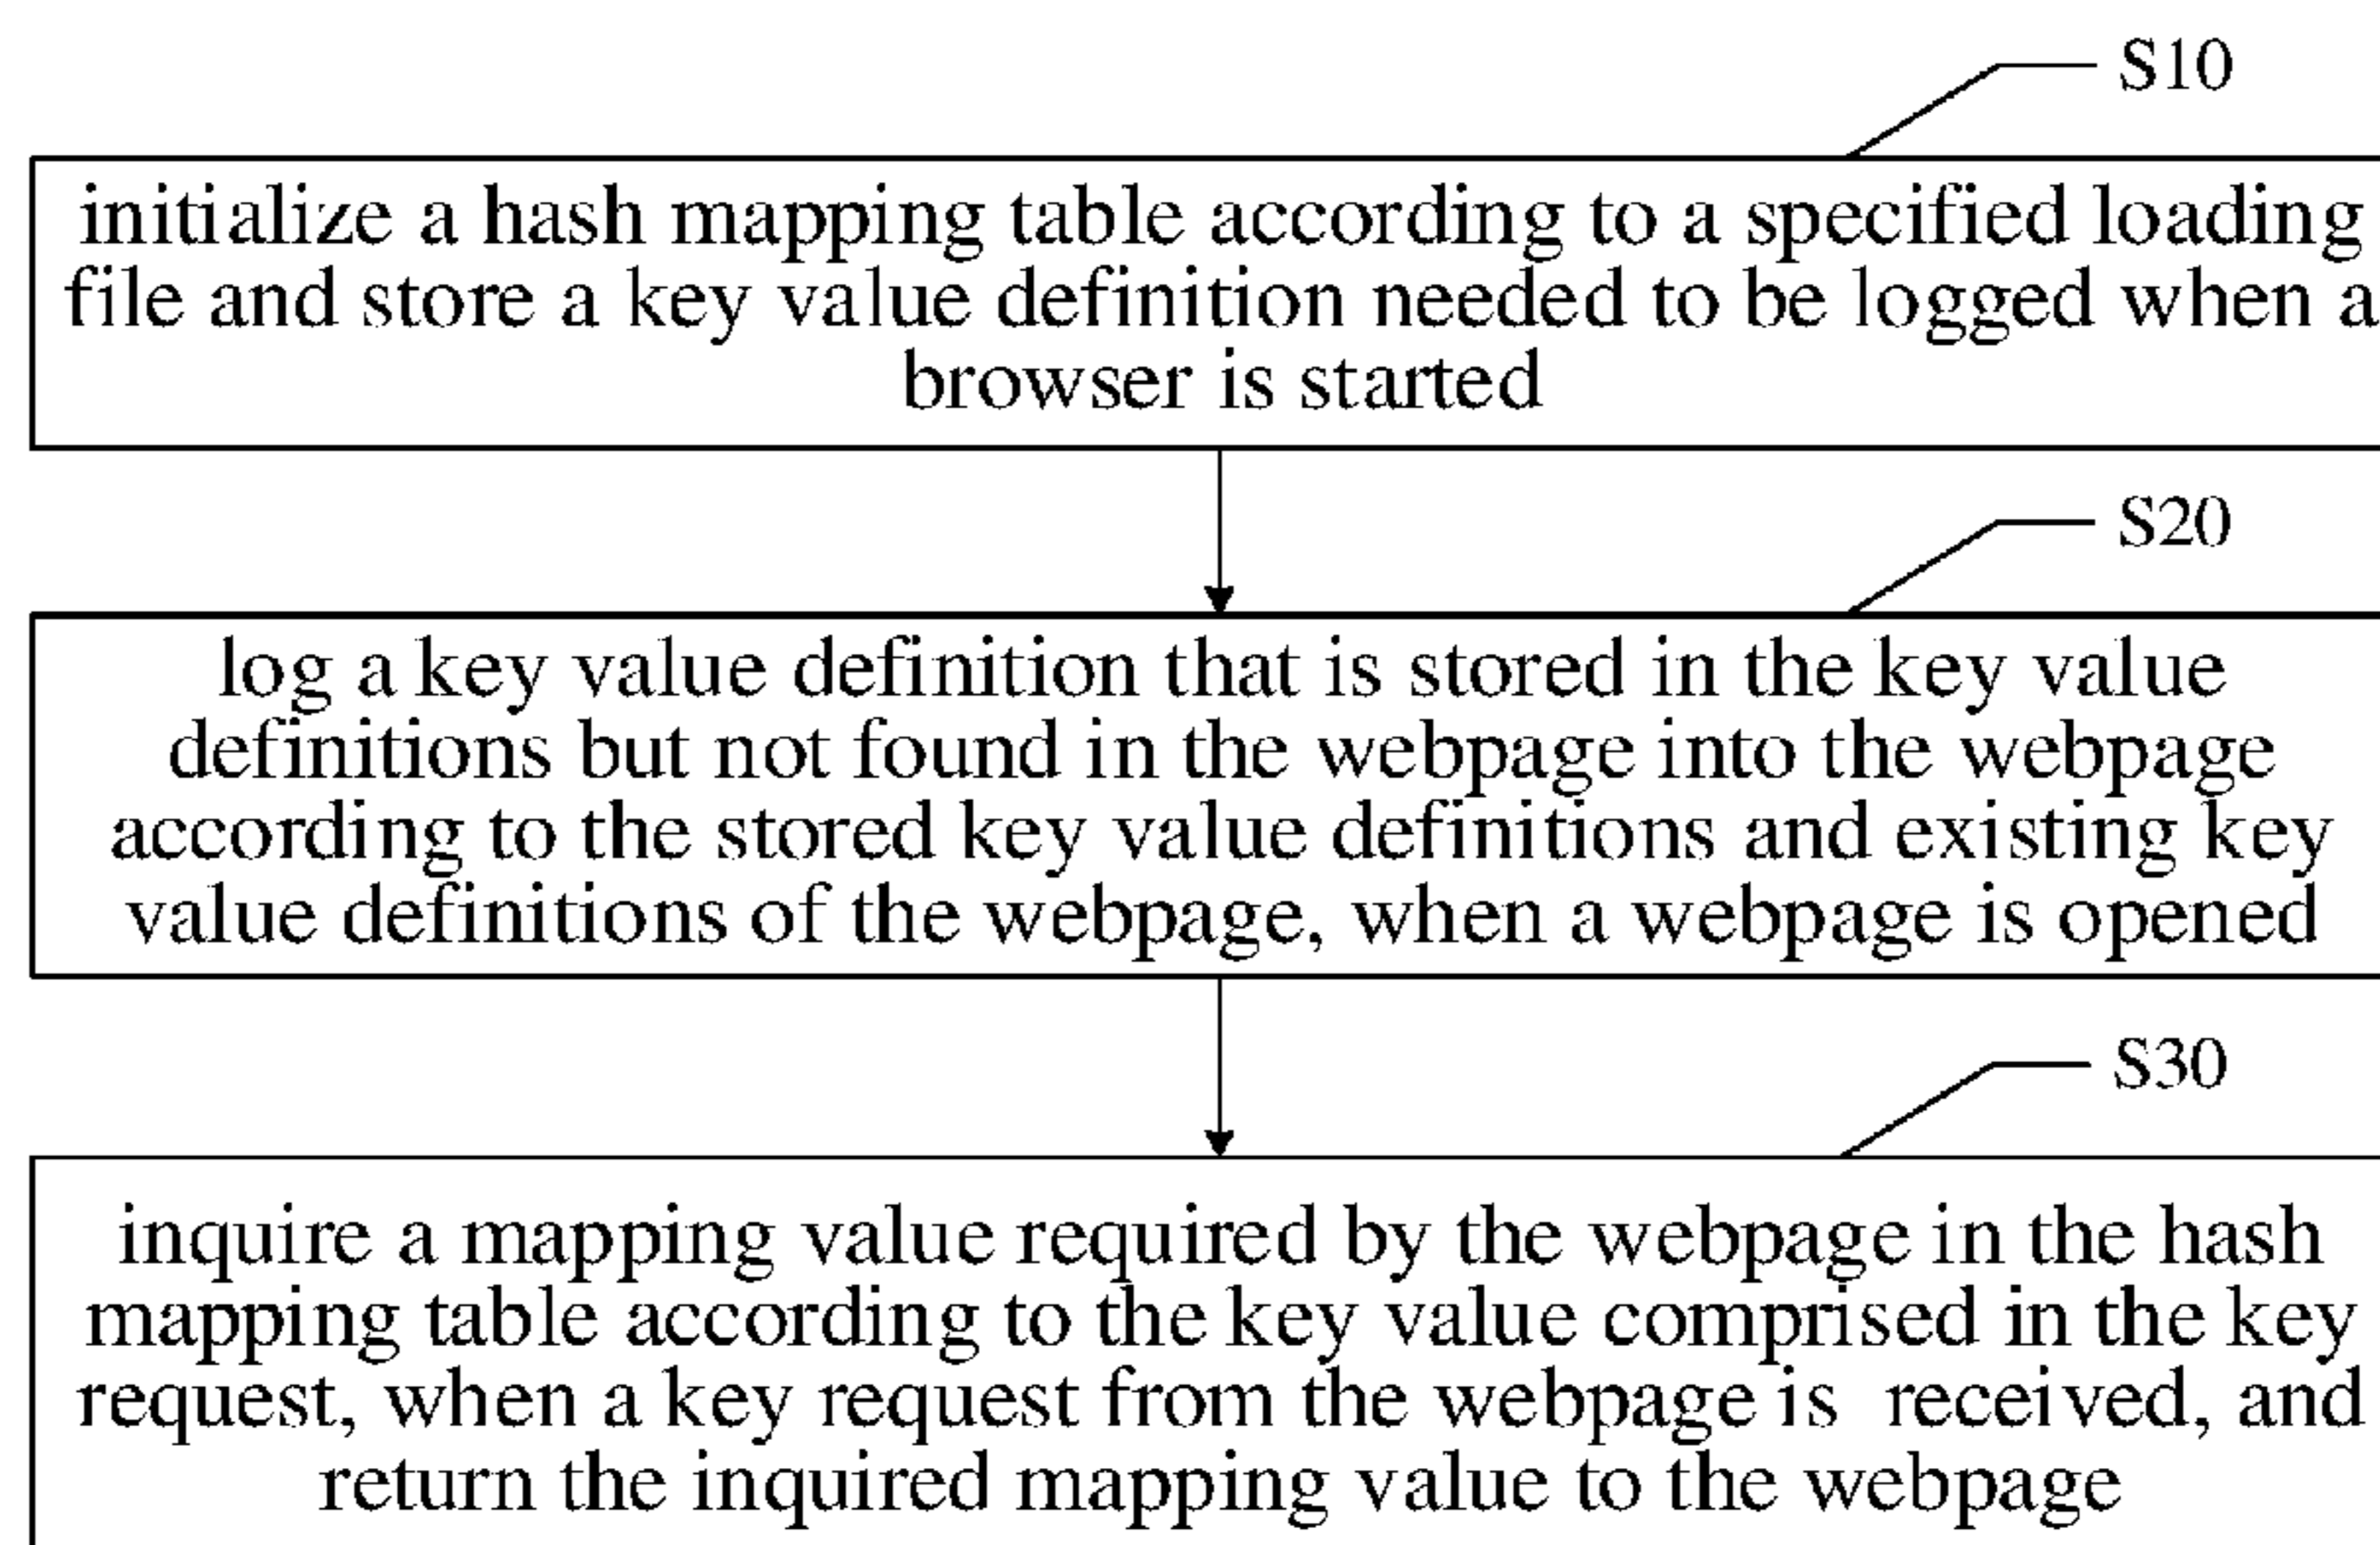 S10
initialize a hash mapping table according to a specified loading
file and store a key value definition needed to be logged when a
browser is started
S20
log a key value definition that is stored in the key value
definitions but not found in the webpage into the webpage
according to the stored key value definitions and existing key
value definitions of the webpage, when a webpage is opened
S30
inquire a mapping value required by the webpage in the hash
mapping table according to the key value comprised in the key
request, when a key request from the webpage is received, and
return the inquired mapping value to the webpage